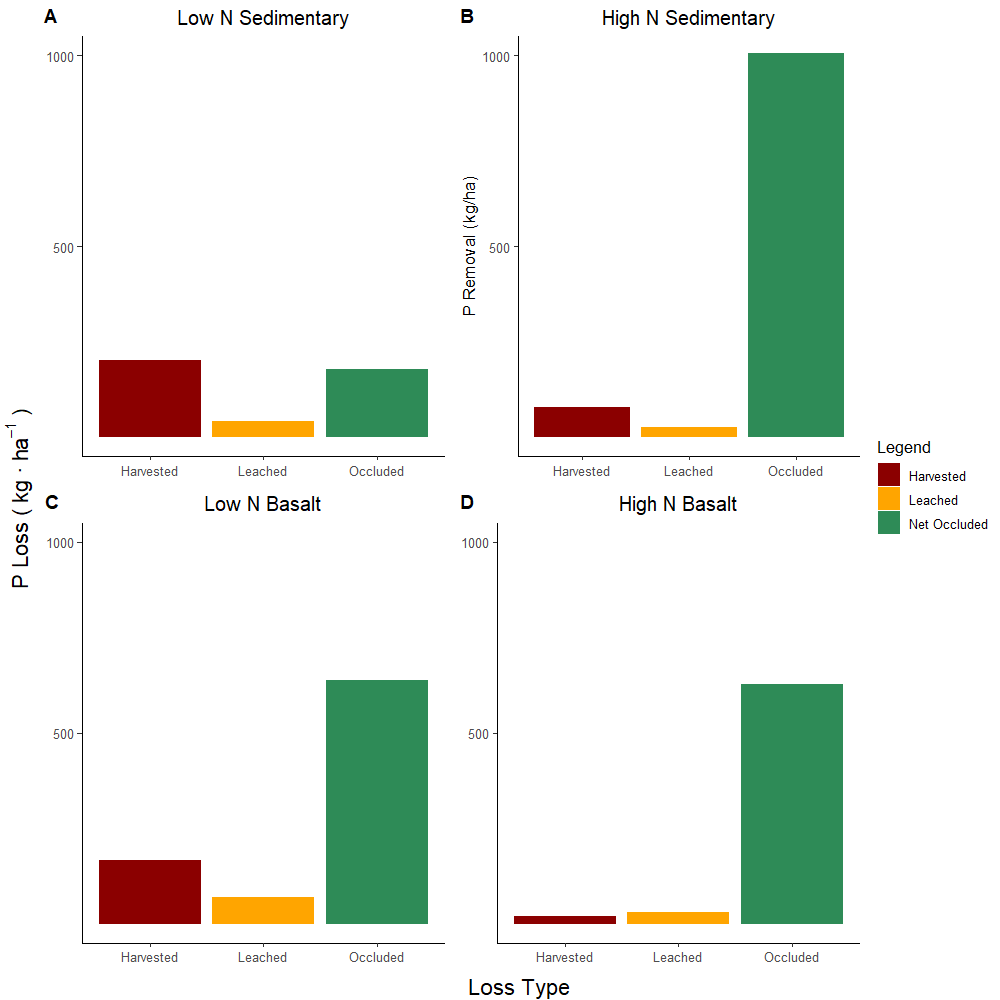 A
Low N Sedimentary
1000
500
Harvested Leached Occluded
B
High N Sedimentary
P Removal (kg/ha)
1000
500
Harvested Leached Occluded
P Loss ( kg · ha⁻¹ )
C
Low N Basalt
1000
500
Harvested Leached Occluded
D
High N Basalt
1000
500
Harvested Leached Occluded
Loss Type
Legend
Harvested
Leached
Net Occluded